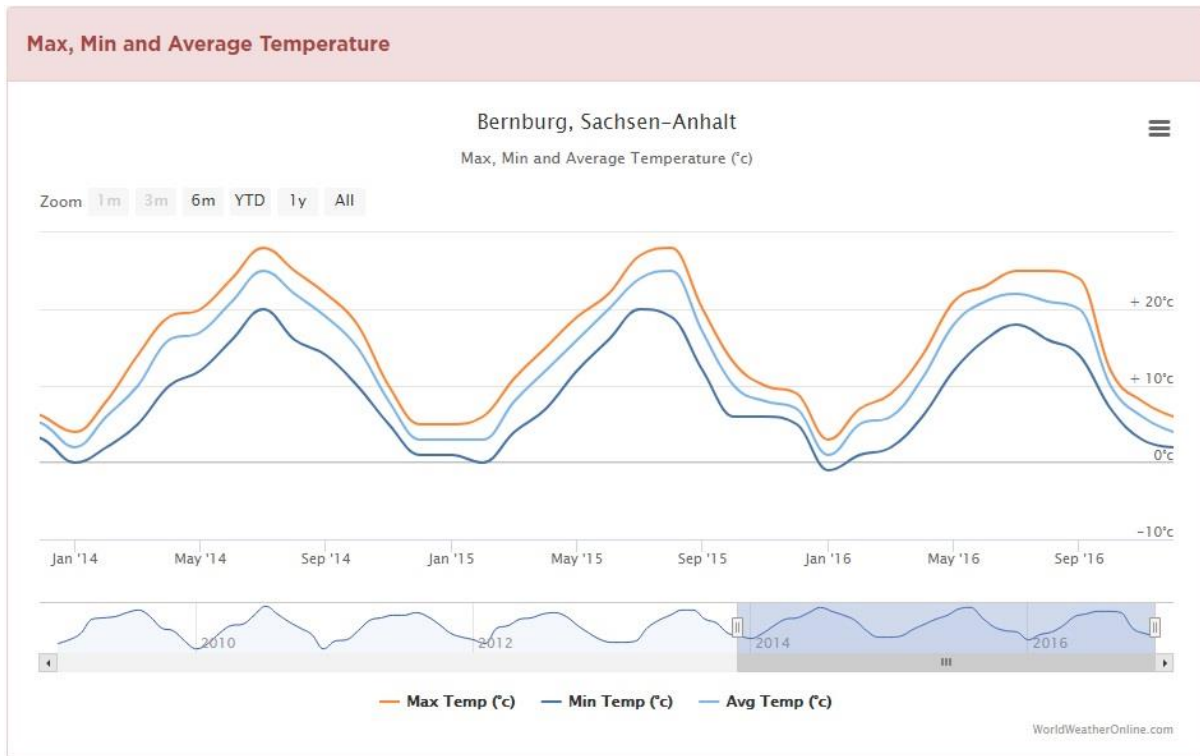 Max, Min and Average Temperature
Bernburg, Sachsen-Anhalt
Max, Min and Average Temperature (°c)
Zoom 1m 3m 6m YTD 1y All
+ 20°c
+ 10°c
0°c
-10°c
Jan '14 May '14 Sep '14 Jan '15 May '15 Sep '15 Jan '16 May '16 Sep '16
2010 2012 2014 2016
Max Temp (°c) Min Temp (°c) Avg Temp (°c)
WorldWeatherOnline.com